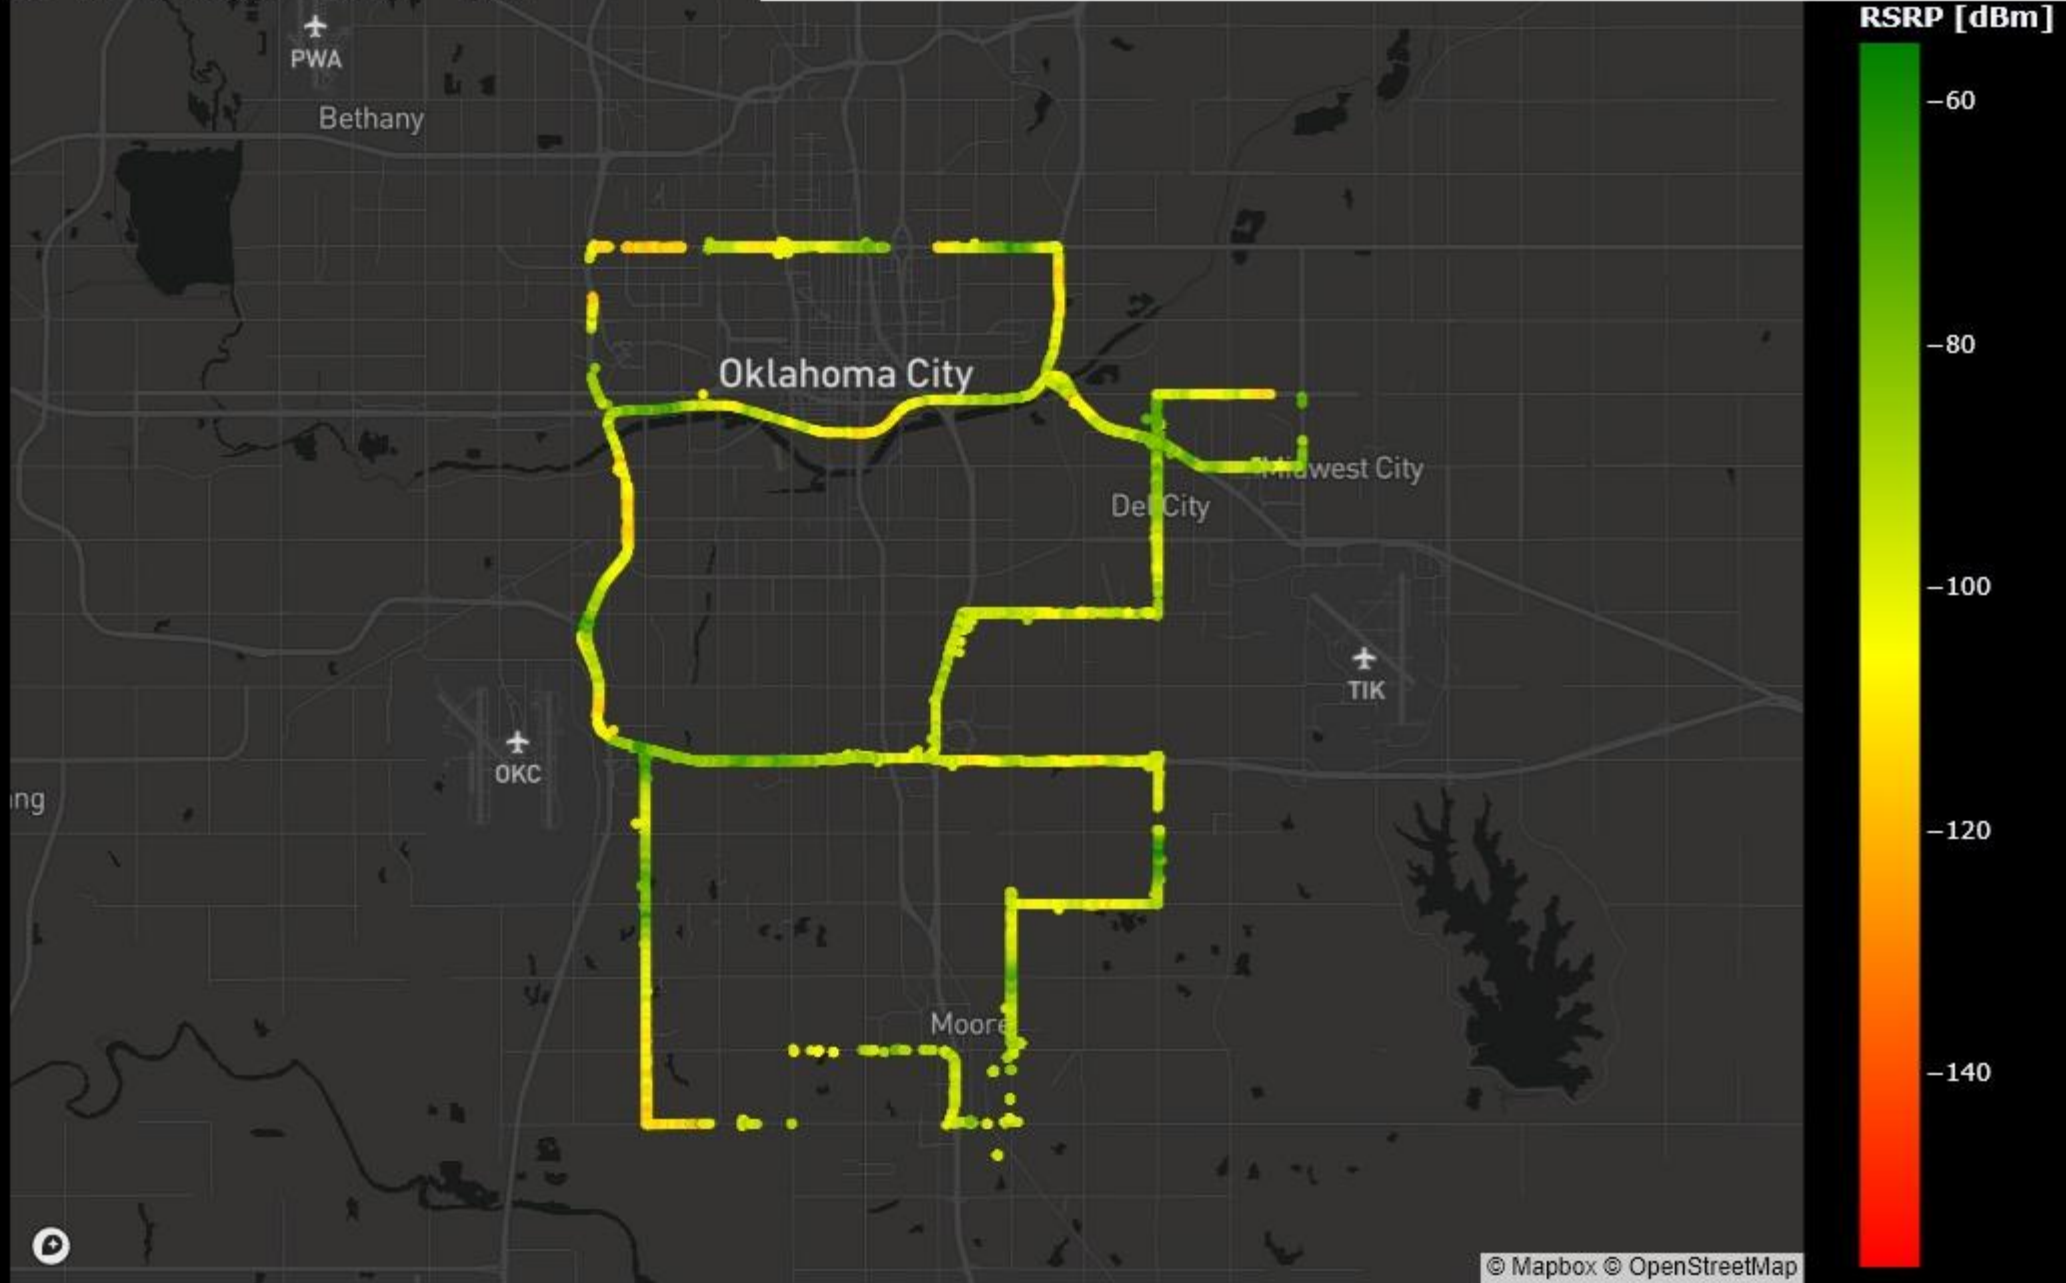 RSRP [dBm]
PWA
−60
Bethany
−80
Oklahoma City
Midwest City
Del City
−100
TIK
OKC
ng
−120
Moore
−140
© Mapbox © OpenStreetMap